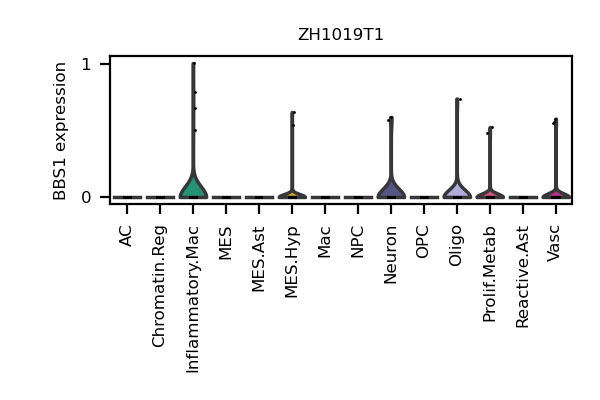 ZH1019T1
BBS1 expression
1
0
AC
Chromatin.Reg
Inflammatory.Mac
MES
MES.Ast
MES.Hyp
Mac
NPC
Neuron
OPC
Oligo
Prolif.Metab
Reactive.Ast
Vasc